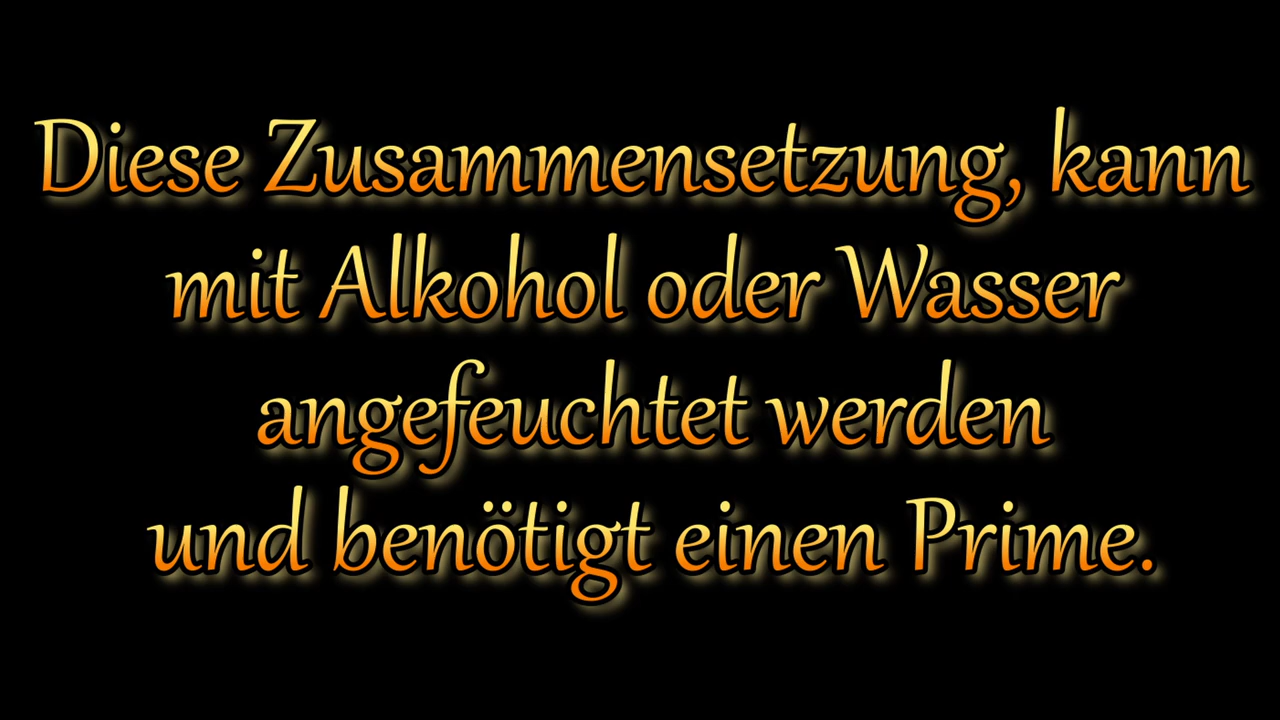 Diese Zusammensetzung, kann
mit Alkohol oder Wasser
angefeuchtet werden
und benötigt einen Prime.